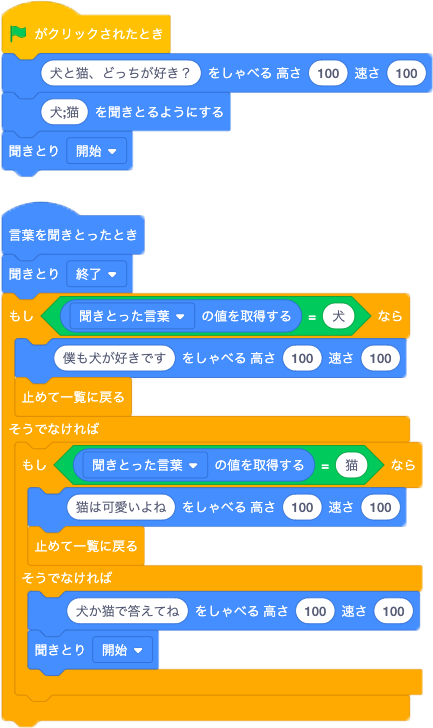 がクリックされたとき
犬と猫、どっちが好き？ をしゃべる 高さ 100 速さ 100
犬;猫 を聞きとるようにする
聞きとり 開始
言葉を聞きとったとき
聞きとり 終了
もし 聞きとった言葉 の値を取得する = 犬 なら
僕も犬が好きです をしゃべる 高さ 100 速さ 100
止めて一覧に戻る
そうでなければ
もし 聞きとった言葉 の値を取得する = 猫 なら
猫は可愛いよね をしゃべる 高さ 100 速さ 100
止めて一覧に戻る
そうでなければ
犬か猫で答えてね をしゃべる 高さ 100 速さ 100
聞きとり 開始